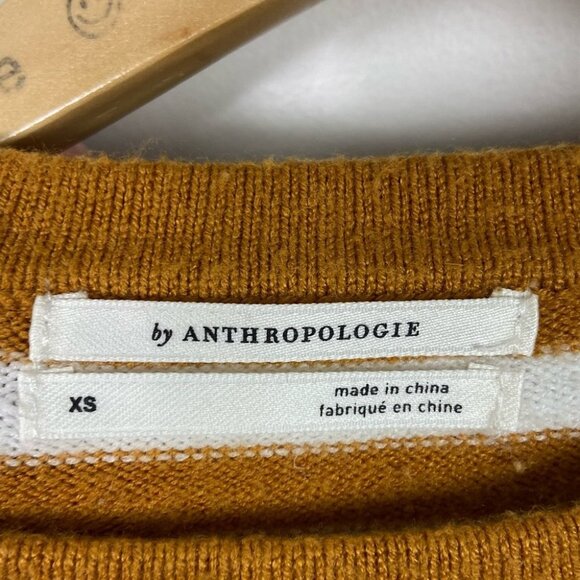 by ANTHROPOLOGIE
XS
made in china
fabriqué en chine